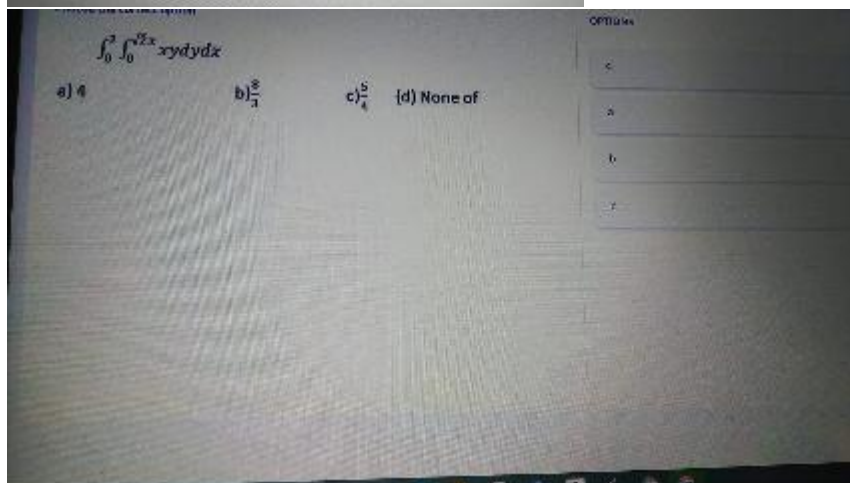 OPTIONS
∫₀² ∫₀^√2x xydydx
a) 4 b) 8/3 c) 5/4 (d) None of
c
a
b